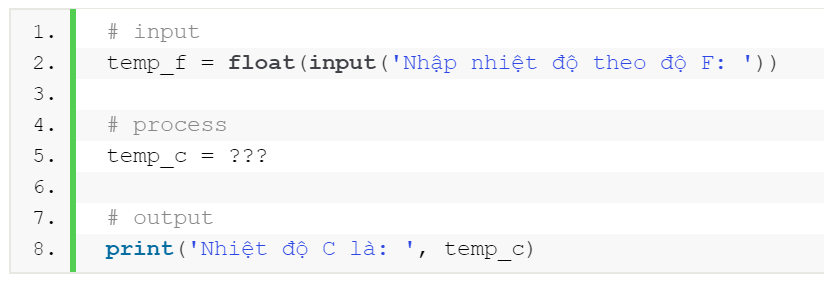 1. # input
2. temp_f = float(input('Nhập nhiệt độ theo độ F: '))
3.
4. # process
5. temp_c = ???
6.
7. # output
8. print('Nhiệt độ C là: ', temp_c)